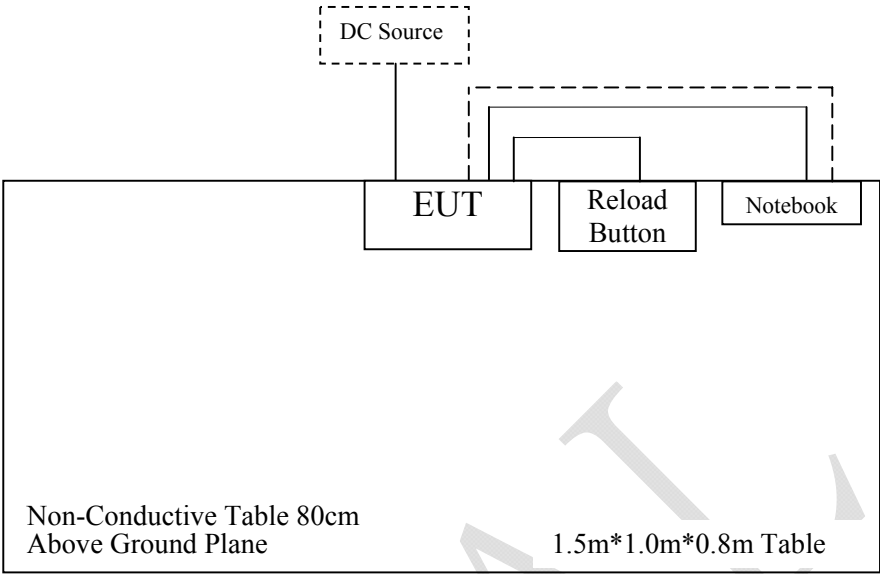 DC Source
EUT
Reload
Button
Notebook
Non-Conductive Table 80cm
Above Ground Plane
1.5m*1.0m*0.8m Table